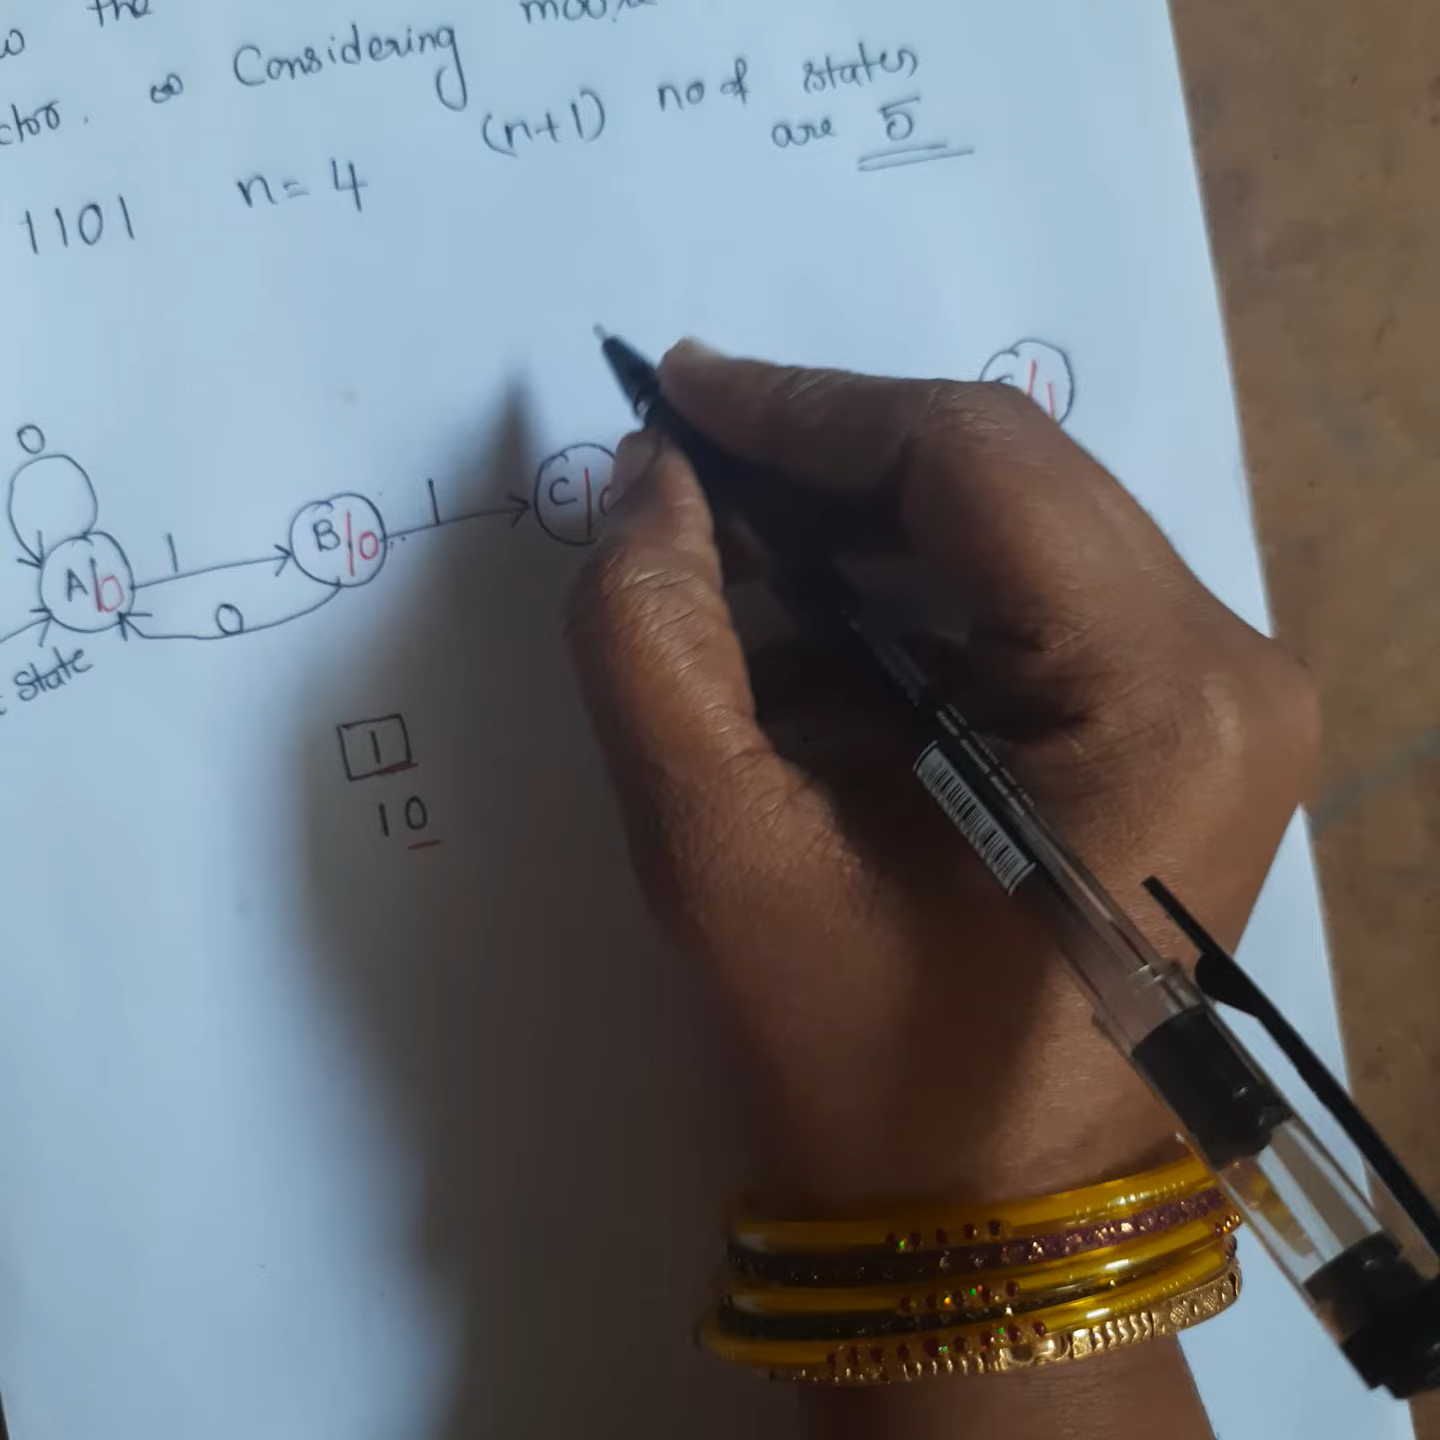 the
Considering
(n+1) no of states
are 5
1101 n=4
0
A/0 1 B/0 1 C/
0
state
1
10